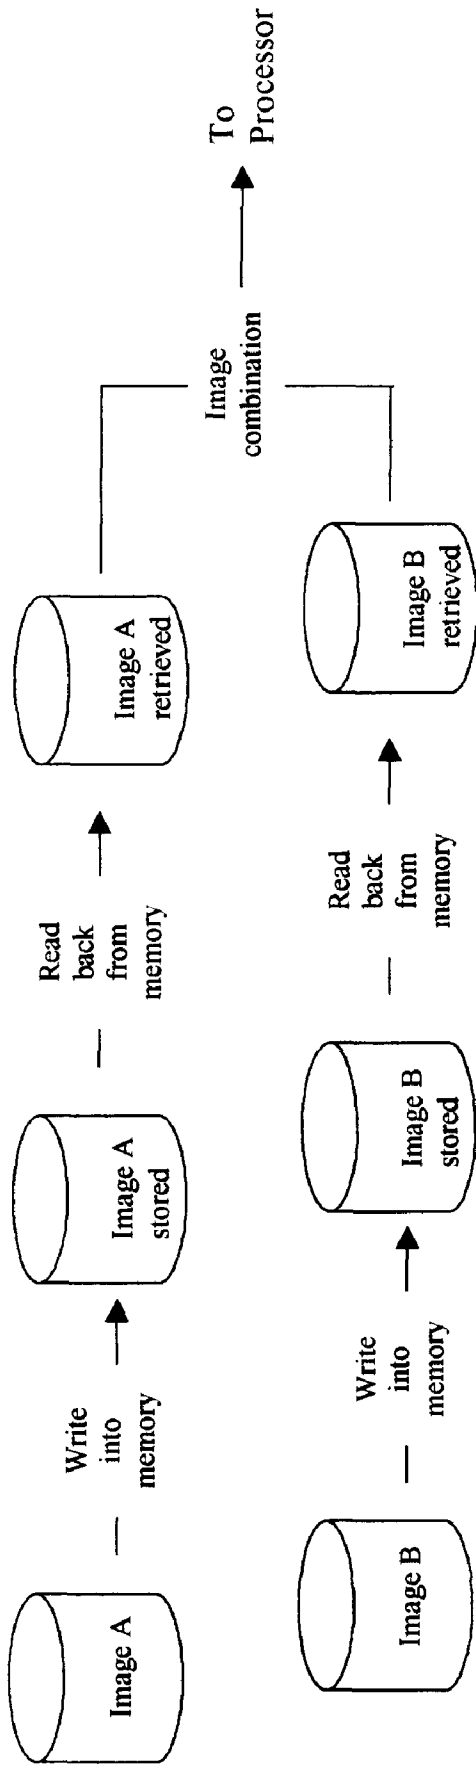 Image A
Write
into
memory
Image A
stored
Read
back
from
memory
Image A
retrieved
Image B
Write
into
memory
Image B
stored
Read
back
from
memory
Image B
retrieved
Image
combination
To
Processor